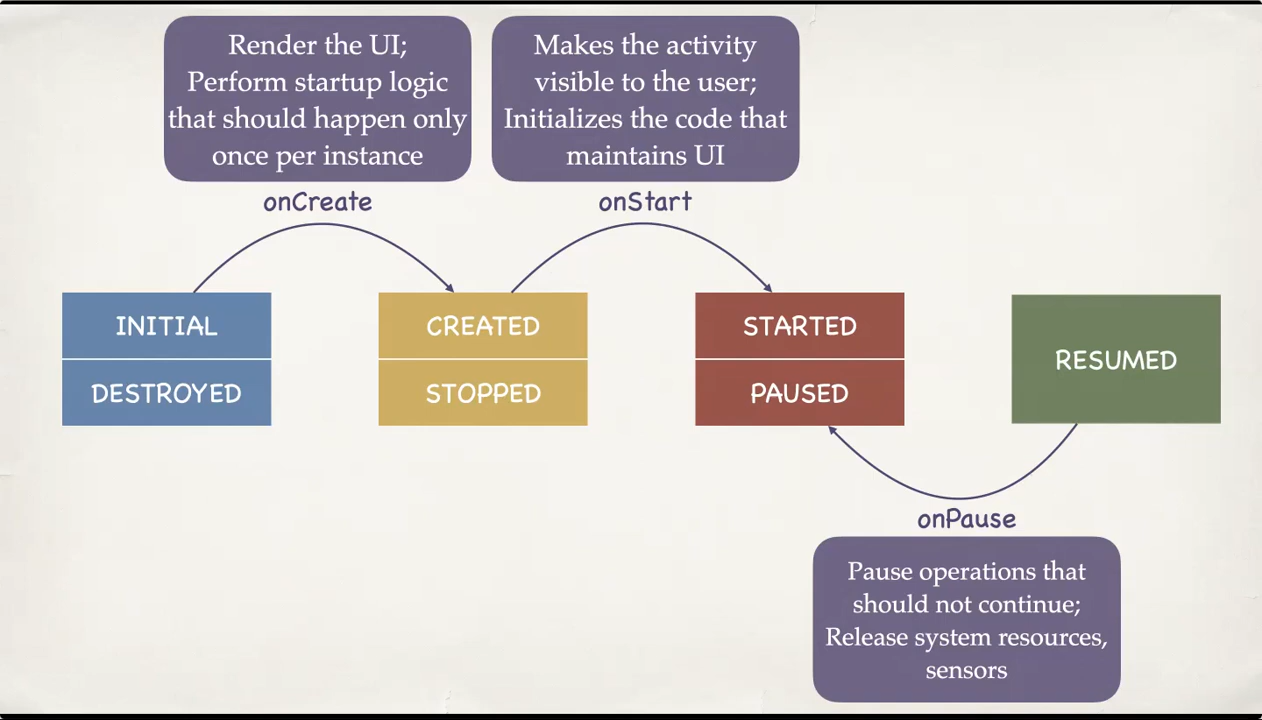 Render the UI;
Perform startup logic
that should happen only
once per instance
Makes the activity
visible to the user;
Initializes the code that
maintains UI
onCreate
onStart
INITIAL
DESTROYED
CREATED
STOPPED
STARTED
PAUSED
RESUMED
onPause
Pause operations that
should not continue;
Release system resources,
sensors